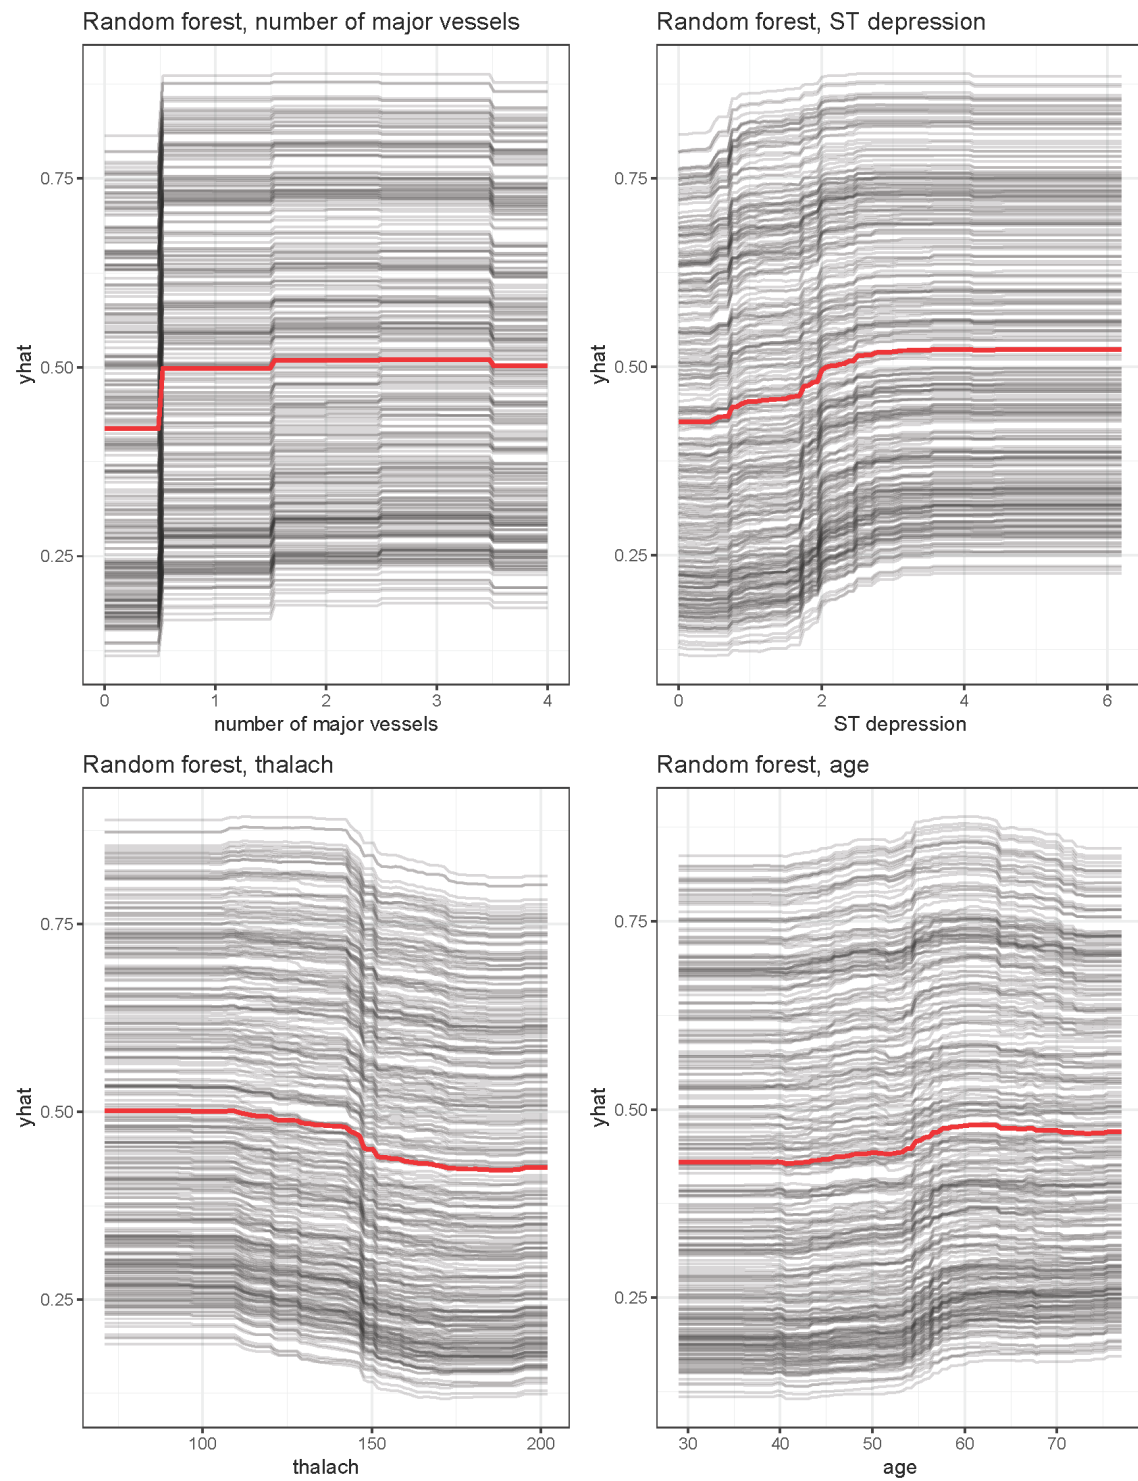 Random forest, number of major vessels
yhat
0.75
0.50
0.25
0 1 2 3 4
number of major vessels
Random forest, ST depression
yhat
0.75
0.50
0.25
0 2 4 6
ST depression
Random forest, thalach
yhat
0.75
0.50
0.25
100 150 200
thalach
Random forest, age
yhat
0.75
0.50
0.25
30 40 50 60 70
age